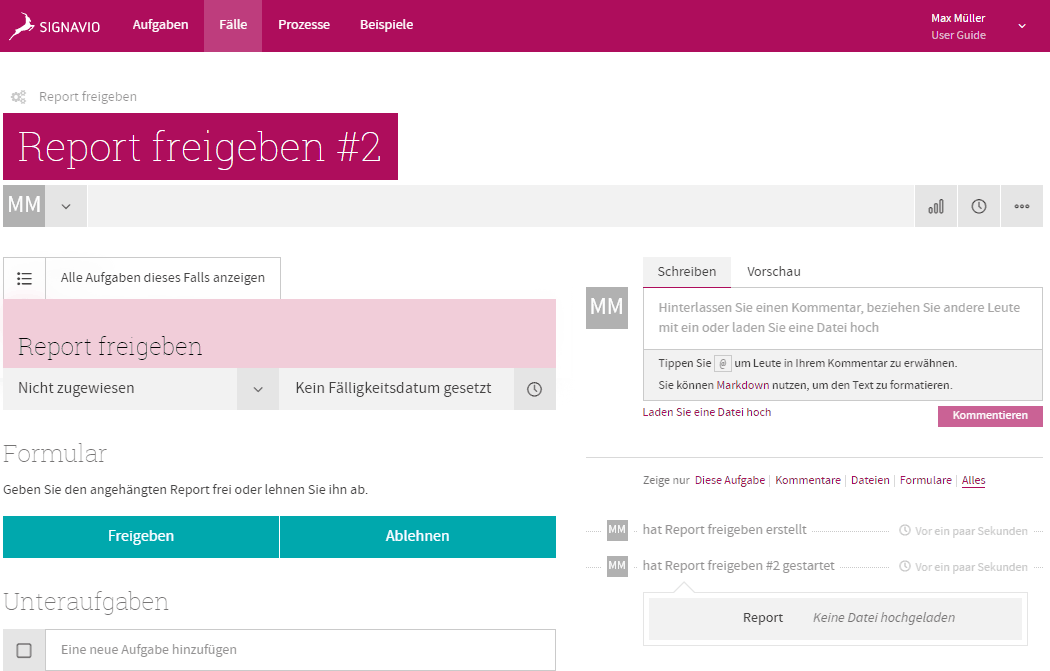 SIGNAVIO Aufgaben Fälle Prozesse Beispiele Max Müller
User Guide
Report freigeben
Report freigeben #2
MM
Alle Aufgaben dieses Falls anzeigen
Report freigeben
Nicht zugewiesen Kein Fälligkeitsdatum gesetzt
Formular
Geben Sie den angehängten Report frei oder lehnen Sie ihn ab.
Freigeben Ablehnen
Unteraufgaben
Eine neue Aufgabe hinzufügen
Schreiben Vorschau
MM
Hinterlassen Sie einen Kommentar, beziehen Sie andere Leute
mit ein oder laden Sie eine Datei hoch
Tippen Sie @ um Leute in Ihrem Kommentar zu erwähnen.
Sie können Markdown nutzen, um den Text zu formatieren.
Laden Sie eine Datei hoch Kommentieren
Zeige nur Diese Aufgabe | Kommentare | Dateien | Formulare | Alles
MM hat Report freigeben erstellt Vor ein paar Sekunden
MM hat Report freigeben #2 gestartet Vor ein paar Sekunden
Report Keine Datei hochgeladen